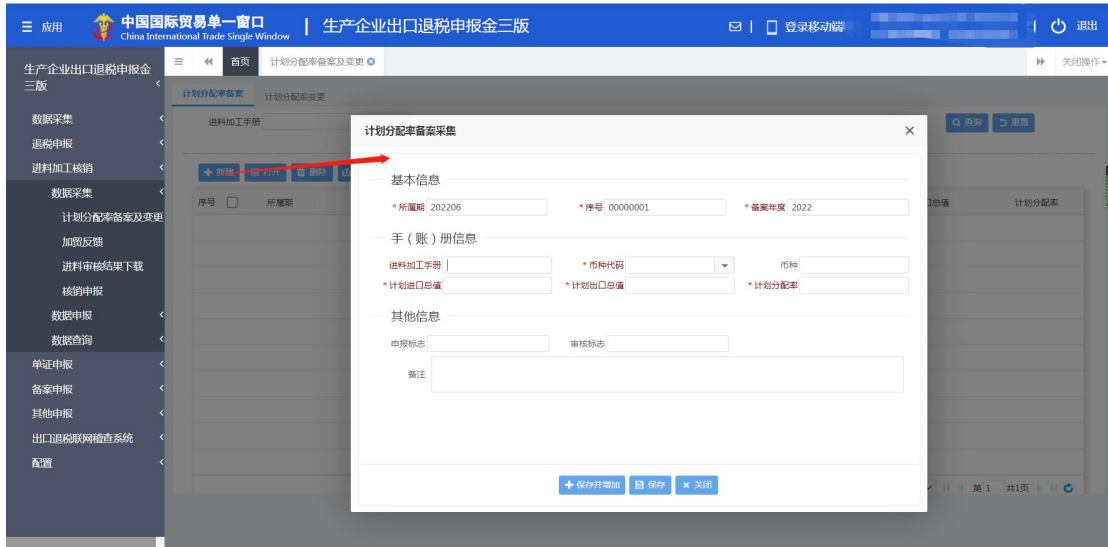 应用
中国国际贸易单一窗口
China International Trade Single Window
生产企业出口退税申报金三版
登录移动端
退出
生产企业出口退税申报金
三版
首页
计划分配率备案及变更
关闭操作
计划分配率备案
计划分配率变更
数据采集
退税申报
进料加工核销
数据采集
计划分配率备案及变更
加贸反馈
进料审核结果下载
核销申报
数据申报
数据查询
单证申报
备案申报
其他申报
出口退税联网稽查系统
配置
进料加工手册
查询
重置
新建
打开
删除
序号
所属期
口总值
计划分配率
计划分配率备案采集
基本信息
*所属期 202206
*序号 00000001
*备案年度 2022
手(账)册信息
进料加工手册
*币种代码
币种
*计划进口总值
*计划出口总值
*计划分配率
其他信息
申报标志
审核标志
备注
保存并增加
保存
关闭
第 1 共1页